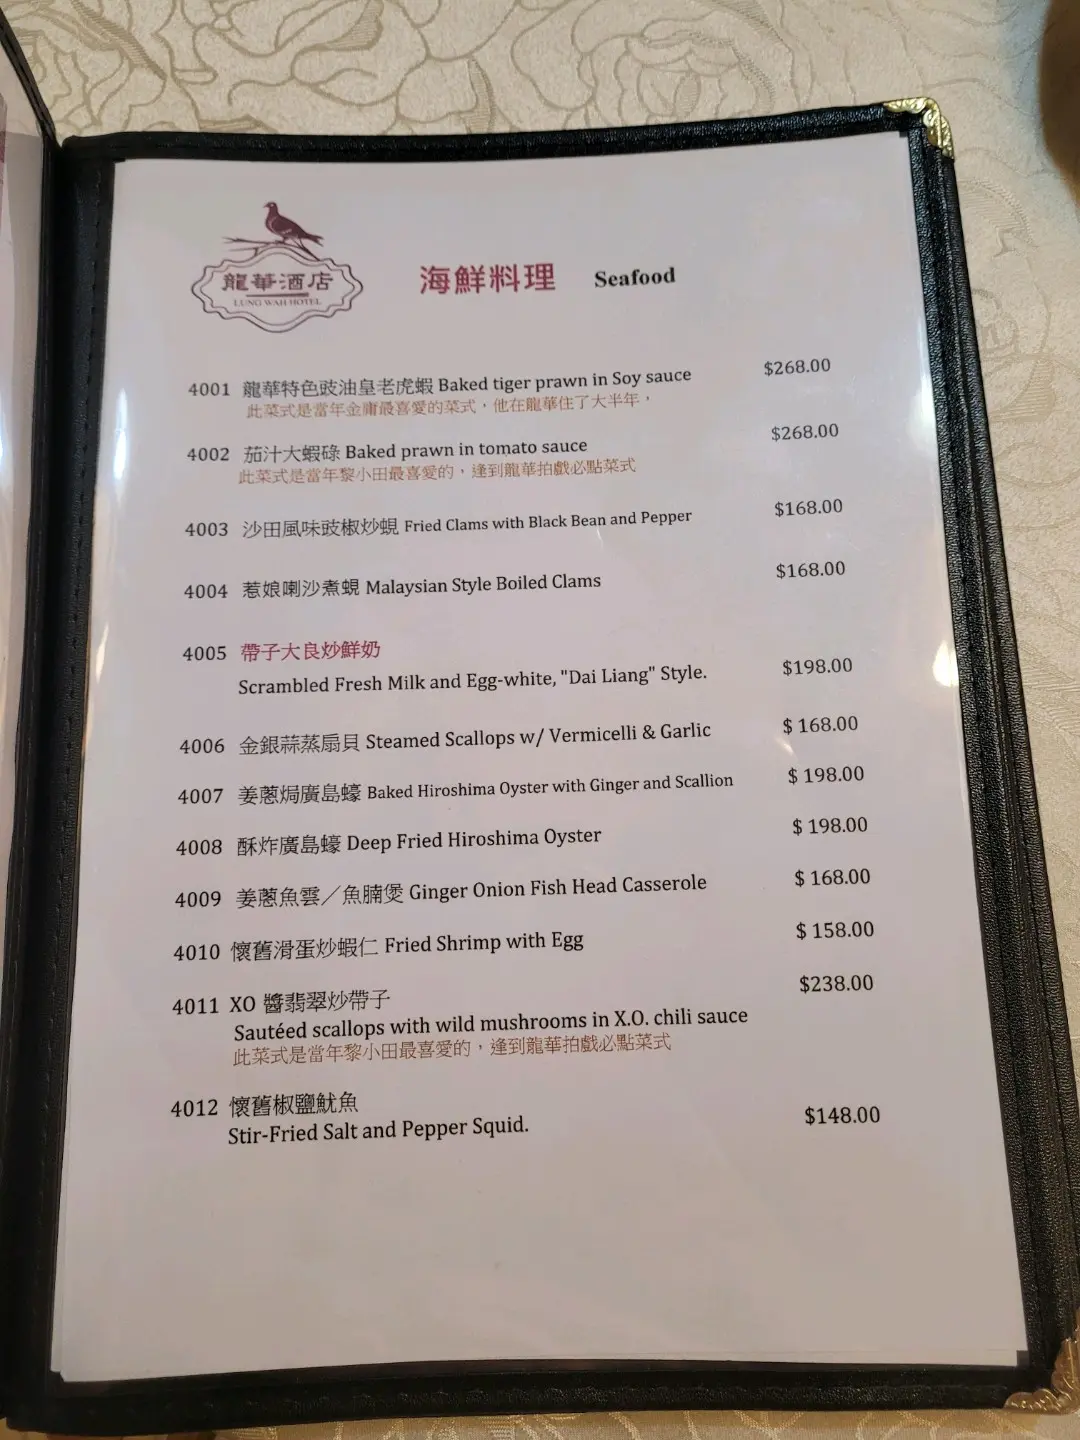 龍華酒店
LUNG WAH HOTEL
海鮮料理 Seafood
4001 龍華特色豉油皇老虎蝦 Baked tiger prawn in Soy sauce $268.00
此菜式是當年金庸最喜愛的菜式，他在龍華住了大半年，
4002 茄汁大蝦碌 Baked prawn in tomato sauce $268.00
此菜式是當年黎小田最喜愛的，逢到龍華拍戲必點菜式
4003 沙田風味豉椒炒蜆 Fried Clams with Black Bean and Pepper $168.00
4004 惹娘喇沙煮蜆 Malaysian Style Boiled Clams $168.00
4005 帶子大良炒鮮奶
Scrambled Fresh Milk and Egg-white, "Dai Liang" Style. $198.00
4006 金銀蒜蒸扇貝 Steamed Scallops w/ Vermicelli & Garlic $ 168.00
4007 姜蔥焗廣島蠔 Baked Hiroshima Oyster with Ginger and Scallion $ 198.00
4008 酥炸廣島蠔 Deep Fried Hiroshima Oyster $ 198.00
4009 姜蔥魚雲／魚腩煲 Ginger Onion Fish Head Casserole $ 168.00
4010 懷舊滑蛋炒蝦仁 Fried Shrimp with Egg $ 158.00
4011 XO 醬翡翠炒帶子 $238.00
Sautéed scallops with wild mushrooms in X.O. chili sauce
此菜式是當年黎小田最喜愛的，逢到龍華拍戲必點菜式
4012 懷舊椒鹽魷魚
Stir-Fried Salt and Pepper Squid. $148.00